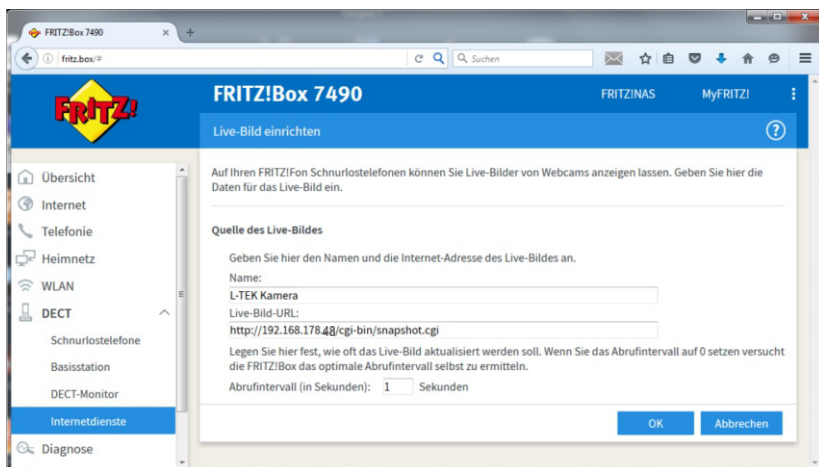 FRITZ!Box 7490
fritz.box/#
Suchen
FRITZ!
FRITZ!Box 7490
FRITZ!NAS
MyFRITZ!
Live-Bild einrichten
Übersicht
Internet
Telefonie
Heimnetz
WLAN
DECT
Schnurlostelefone
Basisstation
DECT-Monitor
Internetdienste
Diagnose
Auf Ihren FRITZ!Fon Schnurlostelefonen können Sie Live-Bilder von Webcams anzeigen lassen. Geben Sie hier die
Daten für das Live-Bild ein.
Quelle des Live-Bildes
Geben Sie hier den Namen und die Internet-Adresse des Live-Bildes an.
Name:
L-TEK Kamera
Live-Bild-URL:
http://192.168.178.48/cgi-bin/snapshot.cgi
Legen Sie hier fest, wie oft das Live-Bild aktualisiert werden soll. Wenn Sie das Abrufintervall auf 0 setzen versucht
die FRITZ!Box das optimale Abrufintervall selbst zu ermitteln.
Abrufintervall (in Sekunden): 1 Sekunden
OK
Abbrechen